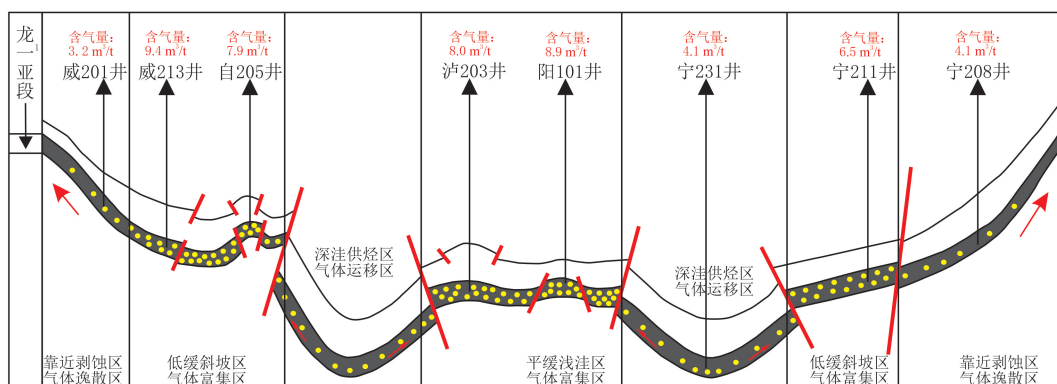 龙一₁亚段
含气量:
3.2 m³/t
威201井
含气量:
9.4 m³/t
威213井
含气量:
7.9 m³/t
自205井
含气量:
8.0 m³/t
泸203井
含气量:
8.9 m³/t
阳101井
含气量:
4.1 m³/t
宁231井
含气量:
6.5 m³/t
宁211井
含气量:
4.1 m³/t
宁208井
深洼供烃区
气体运移区
深洼供烃区
气体运移区
靠近剥蚀区
气体逸散区
低缓斜坡区
气体富集区
平缓浅洼区
气体富集区
低缓斜坡区
气体富集区
靠近剥蚀区
气体逸散区